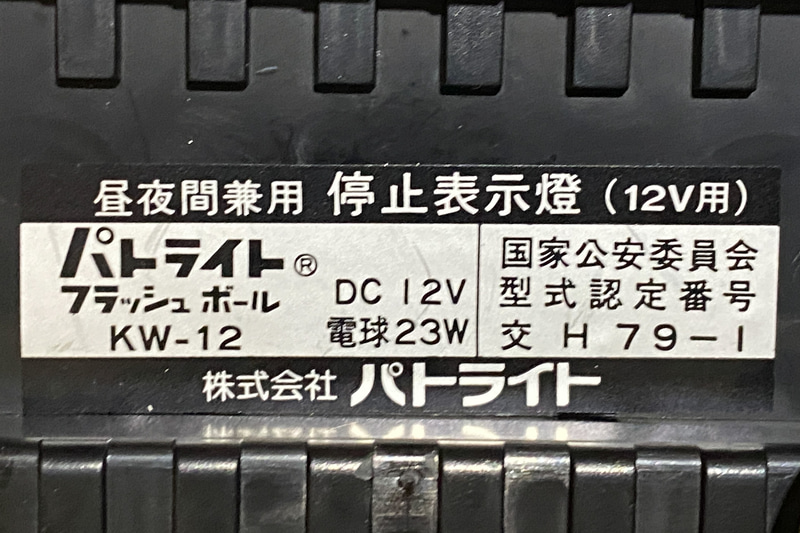 昼夜間兼用 停止表示燈（12V用）
パトライト®
フラッシュ ボール
KW-12
DC 12V
電球23W
国家公安委員会
型式認定番号
交 H 79-1
株式会社 パトライト